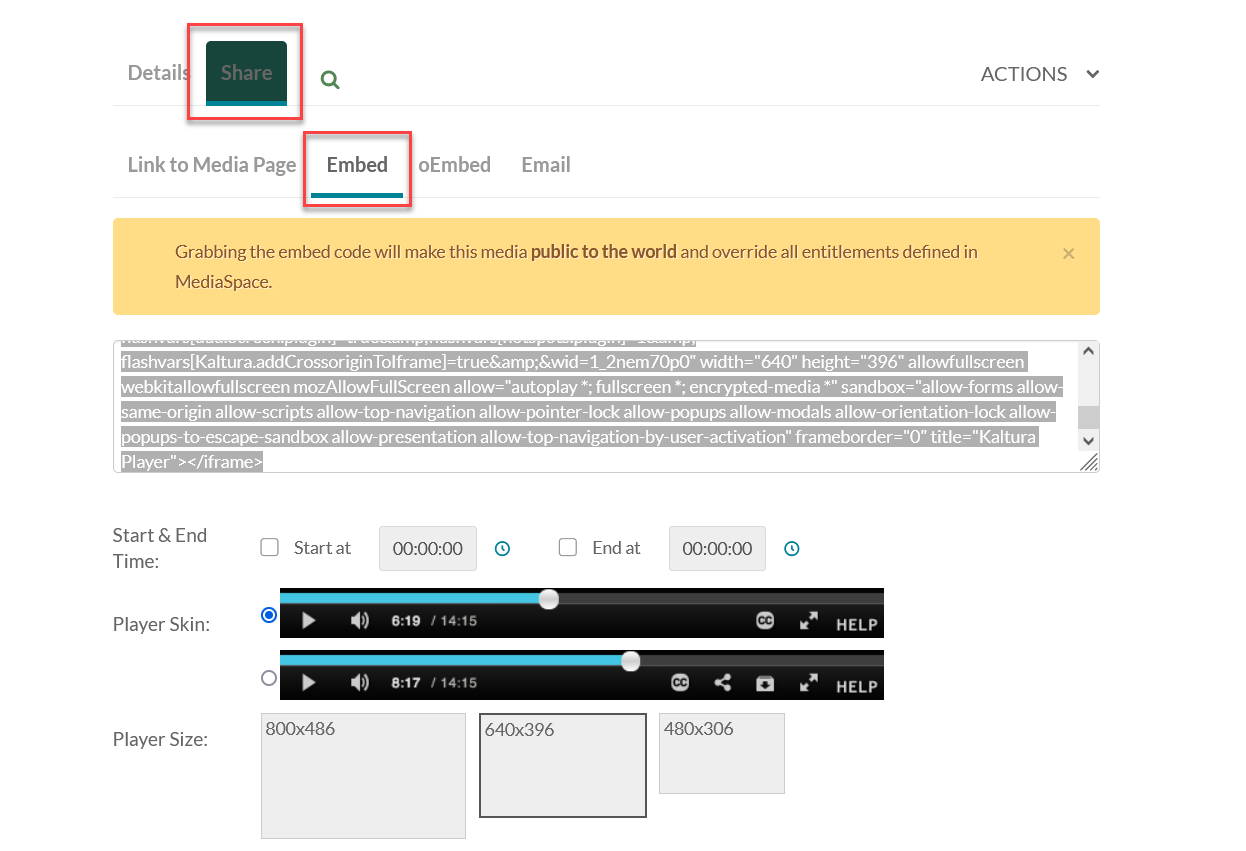 Details Share ACTIONS
Link to Media Page Embed oEmbed Email
Grabbing the embed code will make this media public to the world and override all entitlements defined in
MediaSpace.
×
flashvars[Kaltura.addCrossoriginToIframe]=true&amp;&wid=1_2nem70p0" width="640" height="396" allowfullscreen
webkitallowfullscreen mozAllowFullScreen allow="autoplay *; fullscreen *; encrypted-media *" sandbox="allow-forms allow-
same-origin allow-scripts allow-top-navigation allow-pointer-lock allow-popups allow-modals allow-orientation-lock allow-
popups-to-escape-sandbox allow-presentation allow-top-navigation-by-user-activation" frameborder="0" title="Kaltura
Player"></iframe>
Start & End
Time:
Start at 00:00:00 End at 00:00:00
Player Skin:
6:19 / 14:15 CC HELP
8:17 / 14:15 CC HELP
Player Size:
800x486 640x396 480x306